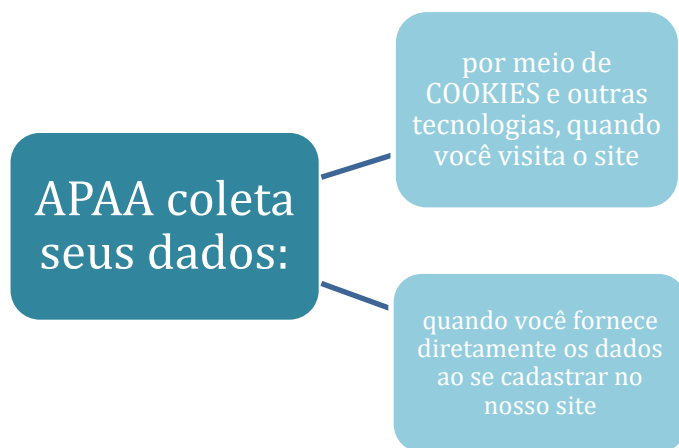 APAA coleta
seus dados:
por meio de
COOKIES e outras
tecnologias, quando
você visita o site
quando você fornece
diretamente os dados
ao se cadastrar no
nosso site